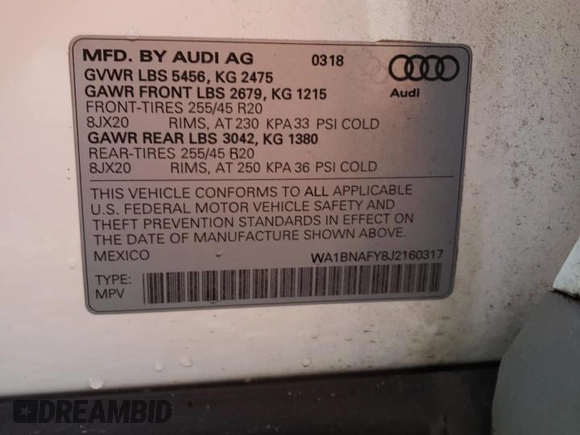 MFD. BY AUDI AG 0318
GVWR LBS 5456, KG 2475
GAWR FRONT LBS 2679, KG 1215
FRONT-TIRES 255/45 R20
8JX20 RIMS, AT 230 KPA 33 PSI COLD
GAWR REAR LBS 3042, KG 1380
REAR-TIRES 255/45 R20
8JX20 RIMS, AT 250 KPA 36 PSI COLD
Audi
THIS VEHICLE CONFORMS TO ALL APPLICABLE
U.S. FEDERAL MOTOR VEHICLE SAFETY AND
THEFT PREVENTION STANDARDS IN EFFECT ON
THE DATE OF MANUFACTURE SHOWN ABOVE.
MEXICO WA1BNAFY8J2160317
TYPE:
MPV
DREAMBID